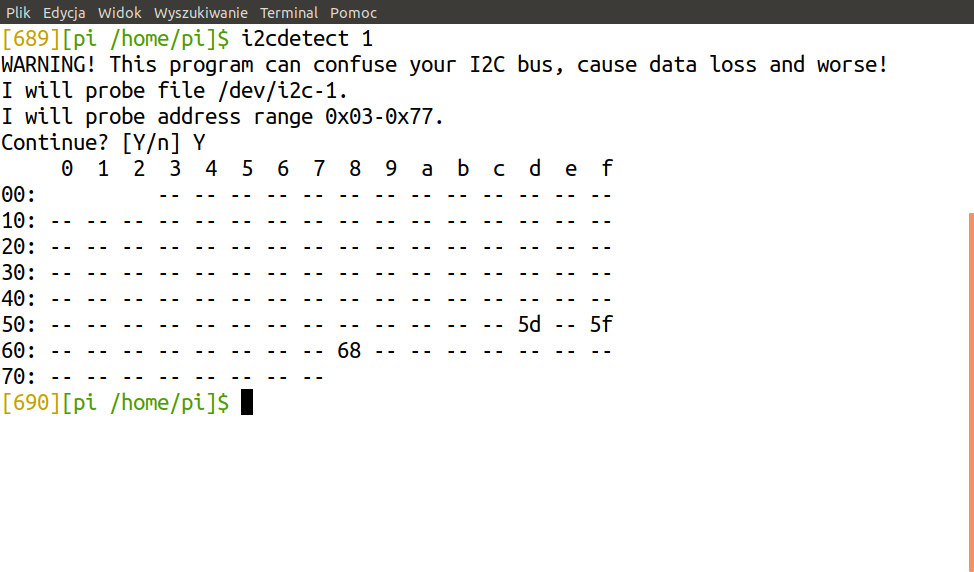 Plik Edycja Widok Wyszukiwanie Terminal Pomoc
[689][pi /home/pi]$ i2cdetect 1
WARNING! This program can confuse your I2C bus, cause data loss and worse!
I will probe file /dev/i2c-1.
I will probe address range 0x03-0x77.
Continue? [Y/n] Y
     0  1  2  3  4  5  6  7  8  9  a  b  c  d  e  f
00:          -- -- -- -- -- -- -- -- -- -- -- -- --
10: -- -- -- -- -- -- -- -- -- -- -- -- -- -- -- --
20: -- -- -- -- -- -- -- -- -- -- -- -- -- -- -- --
30: -- -- -- -- -- -- -- -- -- -- -- -- -- -- -- --
40: -- -- -- -- -- -- -- -- -- -- -- -- -- -- -- --
50: -- -- -- -- -- -- -- -- -- -- -- -- -- 5d -- 5f
60: -- -- -- -- -- -- -- -- 68 -- -- -- -- -- -- --
70: -- -- -- -- -- -- -- --
[690][pi /home/pi]$